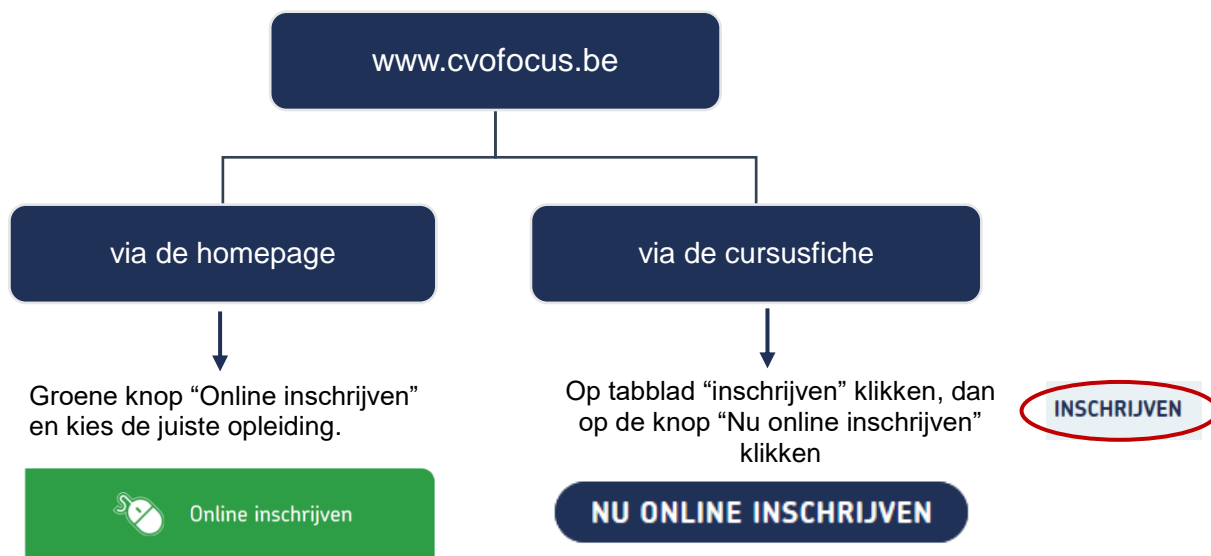 www.cvofocus.be
via de homepage
via de cursusfiche
Groene knop “Online inschrijven”
en kies de juiste opleiding.
Online inschrijven
Op tabblad “inschrijven” klikken, dan
op de knop “Nu online inschrijven”
klikken
INSCHRIJVEN
NU ONLINE INSCHRIJVEN